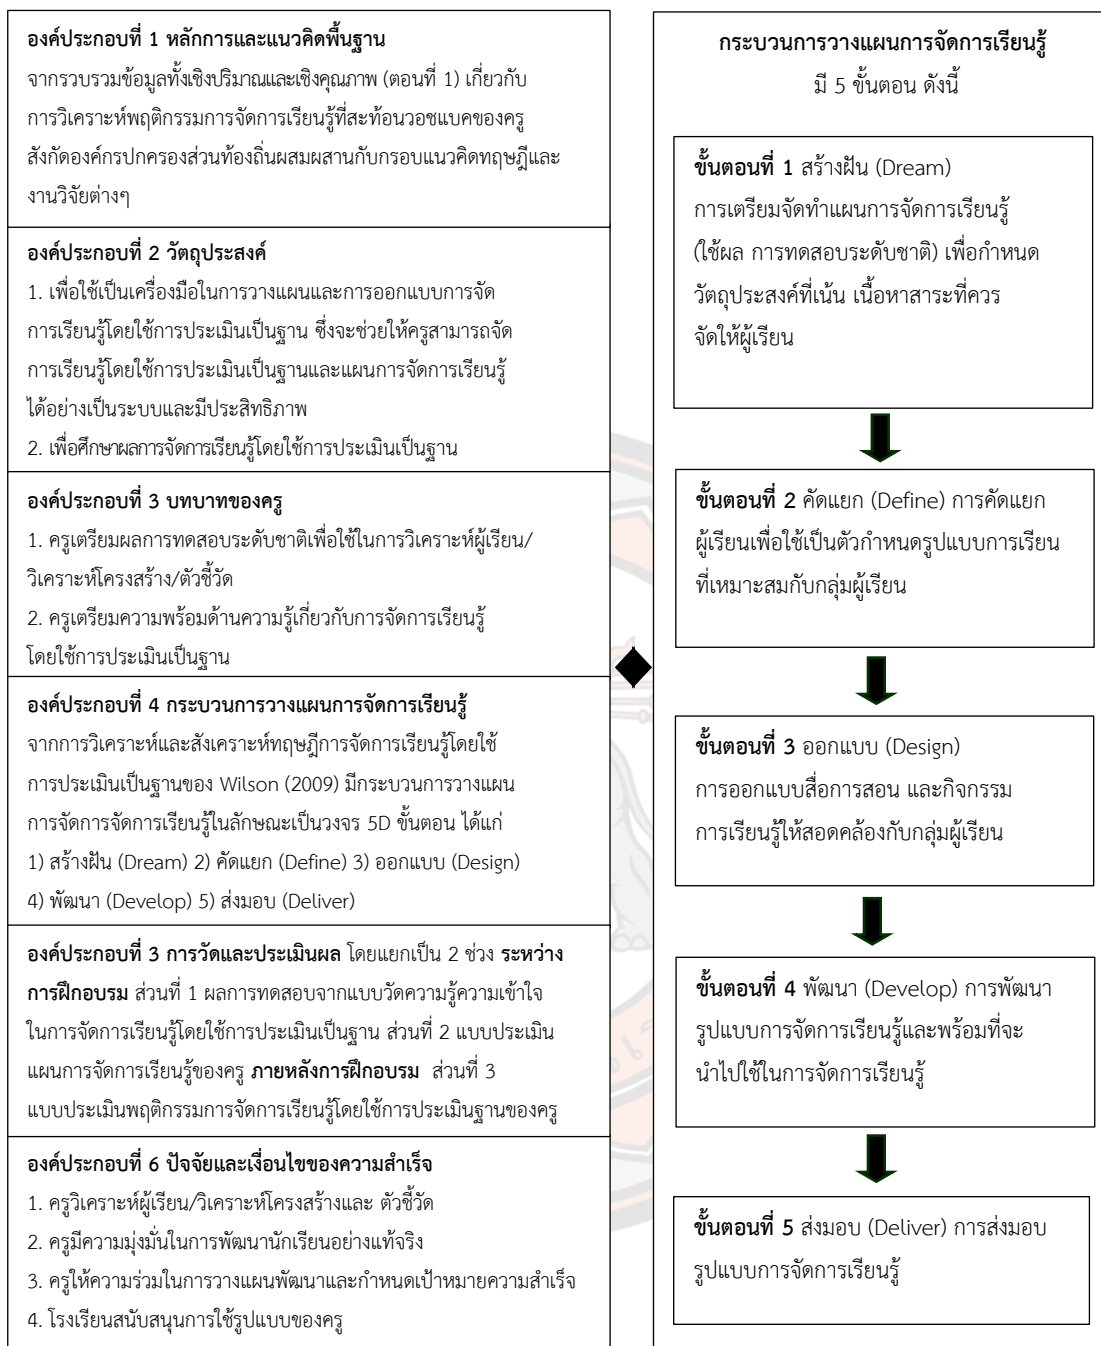 องค์ประกอบที่ 1 หลักการและแนวคิดพื้นฐาน
จากรวบรวมข้อมูลทั้งเชิงปริมาณและเชิงคุณภาพ (ตอนที่ 1) เกี่ยวกับ
การวิเคราะห์พฤติกรรมการจัดการเรียนรู้ที่สะท้อนวอชแบคของครู
สังกัดองค์กรปกครองส่วนท้องถิ่นผสมผสานกับกรอบแนวคิดทฤษฎีและ
งานวิจัยต่างๆ
องค์ประกอบที่ 2 วัตถุประสงค์
1. เพื่อใช้เป็นเครื่องมือในการวางแผนและการออกแบบการจัด
การเรียนรู้โดยใช้การประเมินเป็นฐาน ซึ่งจะช่วยให้ครูสามารถจัด
การเรียนรู้โดยใช้การประเมินเป็นฐานและแผนการจัดการเรียนรู้
ได้อย่างเป็นระบบและมีประสิทธิภาพ
2. เพื่อศึกษาผลการจัดการเรียนรู้โดยใช้การประเมินเป็นฐาน
องค์ประกอบที่ 3 บทบาทของครู
1. ครูเตรียมผลการทดสอบระดับชาติเพื่อใช้ในการวิเคราะห์ผู้เรียน/
วิเคราะห์โครงสร้าง/ตัวชี้วัด
2. ครูเตรียมความพร้อมด้านความรู้เกี่ยวกับการจัดการเรียนรู้
โดยใช้การประเมินเป็นฐาน
องค์ประกอบที่ 4 กระบวนการวางแผนการจัดการเรียนรู้
จากการวิเคราะห์และสังเคราะห์ทฤษฎีการจัดการเรียนรู้โดยใช้
การประเมินเป็นฐานของ Wilson (2009) มีกระบวนการวางแผน
การจัดการจัดการเรียนรู้ในลักษณะเป็นวงจร 5D ขั้นตอน ได้แก่
1) สร้างฝัน (Dream) 2) คัดแยก (Define) 3) ออกแบบ (Design)
4) พัฒนา (Develop) 5) ส่งมอบ (Deliver)
องค์ประกอบที่ 3 การวัดและประเมินผล โดยแยกเป็น 2 ช่วง ระหว่าง
การฝึกอบรม ส่วนที่ 1 ผลการทดสอบจากแบบวัดความรู้ความเข้าใจ
ในการจัดการเรียนรู้โดยใช้การประเมินเป็นฐาน ส่วนที่ 2 แบบประเมิน
แผนการจัดการเรียนรู้ของครู ภายหลังการฝึกอบรม ส่วนที่ 3
แบบประเมินพฤติกรรมการจัดการเรียนรู้โดยใช้การประเมินฐานของครู
องค์ประกอบที่ 6 ปัจจัยและเงื่อนไขของความสำเร็จ
1. ครูวิเคราะห์ผู้เรียน/วิเคราะห์โครงสร้างและ ตัวชี้วัด
2. ครูมีความมุ่งมั่นในการพัฒนานักเรียนอย่างแท้จริง
3. ครูให้ความร่วมในการวางแผนพัฒนาและกำหนดเป้าหมายความสำเร็จ
4. โรงเรียนสนับสนุนการใช้รูปแบบของครู
กระบวนการวางแผนการจัดการเรียนรู้
มี 5 ขั้นตอน ดังนี้
ขั้นตอนที่ 1 สร้างฝัน (Dream)
การเตรียมจัดทำแผนการจัดการเรียนรู้
(ใช้ผล การทดสอบระดับชาติ) เพื่อกำหนด
วัตถุประสงค์ที่เน้น เนื้อหาสาระที่ควร
จัดให้ผู้เรียน
ขั้นตอนที่ 2 คัดแยก (Define) การคัดแยก
ผู้เรียนเพื่อใช้เป็นตัวกำหนดรูปแบบการเรียน
ที่เหมาะสมกับกลุ่มผู้เรียน
ขั้นตอนที่ 3 ออกแบบ (Design)
การออกแบบสื่อการสอน และกิจกรรม
การเรียนรู้ให้สอดคล้องกับกลุ่มผู้เรียน
ขั้นตอนที่ 4 พัฒนา (Develop) การพัฒนา
รูปแบบการจัดการเรียนรู้และพร้อมที่จะ
นำไปใช้ในการจัดการเรียนรู้
ขั้นตอนที่ 5 ส่งมอบ (Deliver) การส่งมอบ
รูปแบบการจัดการเรียนรู้